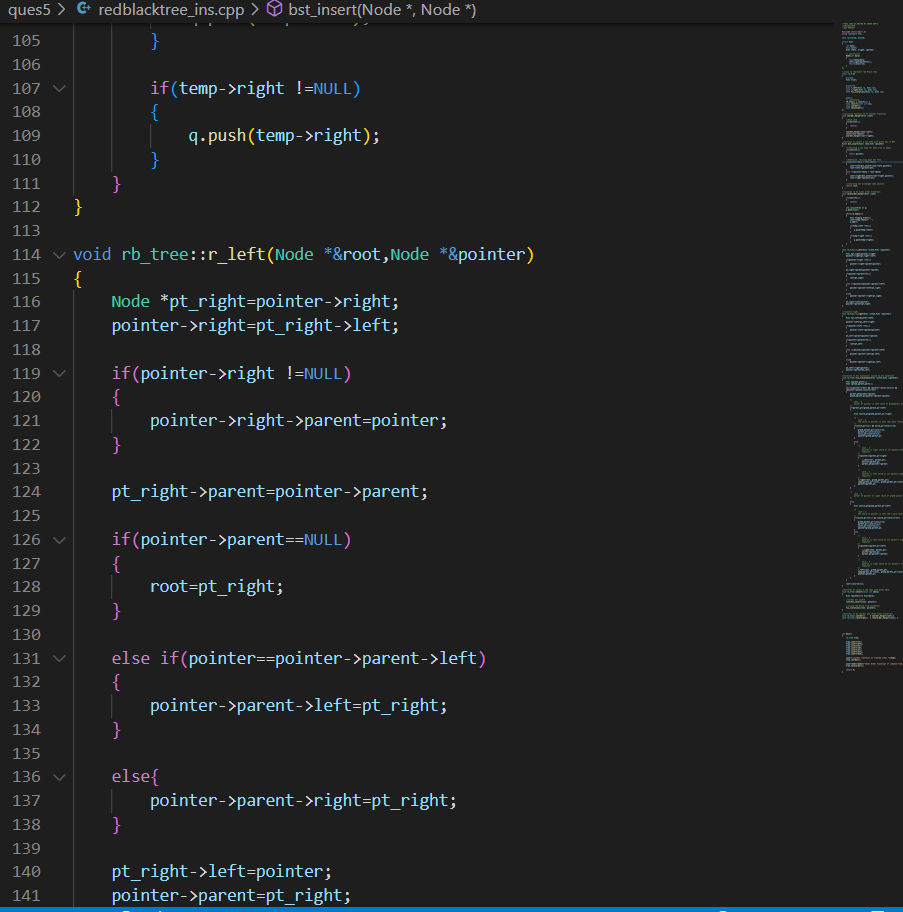 ques5 > redblacktree_ins.cpp > bst_insert(Node *, Node *)
105 }
106
107 if(temp->right !=NULL)
108 {
109 q.push(temp->right);
110 }
111 }
112 }
113
114 void rb_tree::r_left(Node *&root,Node *&pointer)
115 {
116 Node *pt_right=pointer->right;
117 pointer->right=pt_right->left;
118
119 if(pointer->right !=NULL)
120 {
121 pointer->right->parent=pointer;
122 }
123
124 pt_right->parent=pointer->parent;
125
126 if(pointer->parent==NULL)
127 {
128 root=pt_right;
129 }
130
131 else if(pointer==pointer->parent->left)
132 {
133 pointer->parent->left=pt_right;
134 }
135
136 else{
137 pointer->parent->right=pt_right;
138 }
139
140 pt_right->left=pointer;
141 pointer->parent=pt_right;